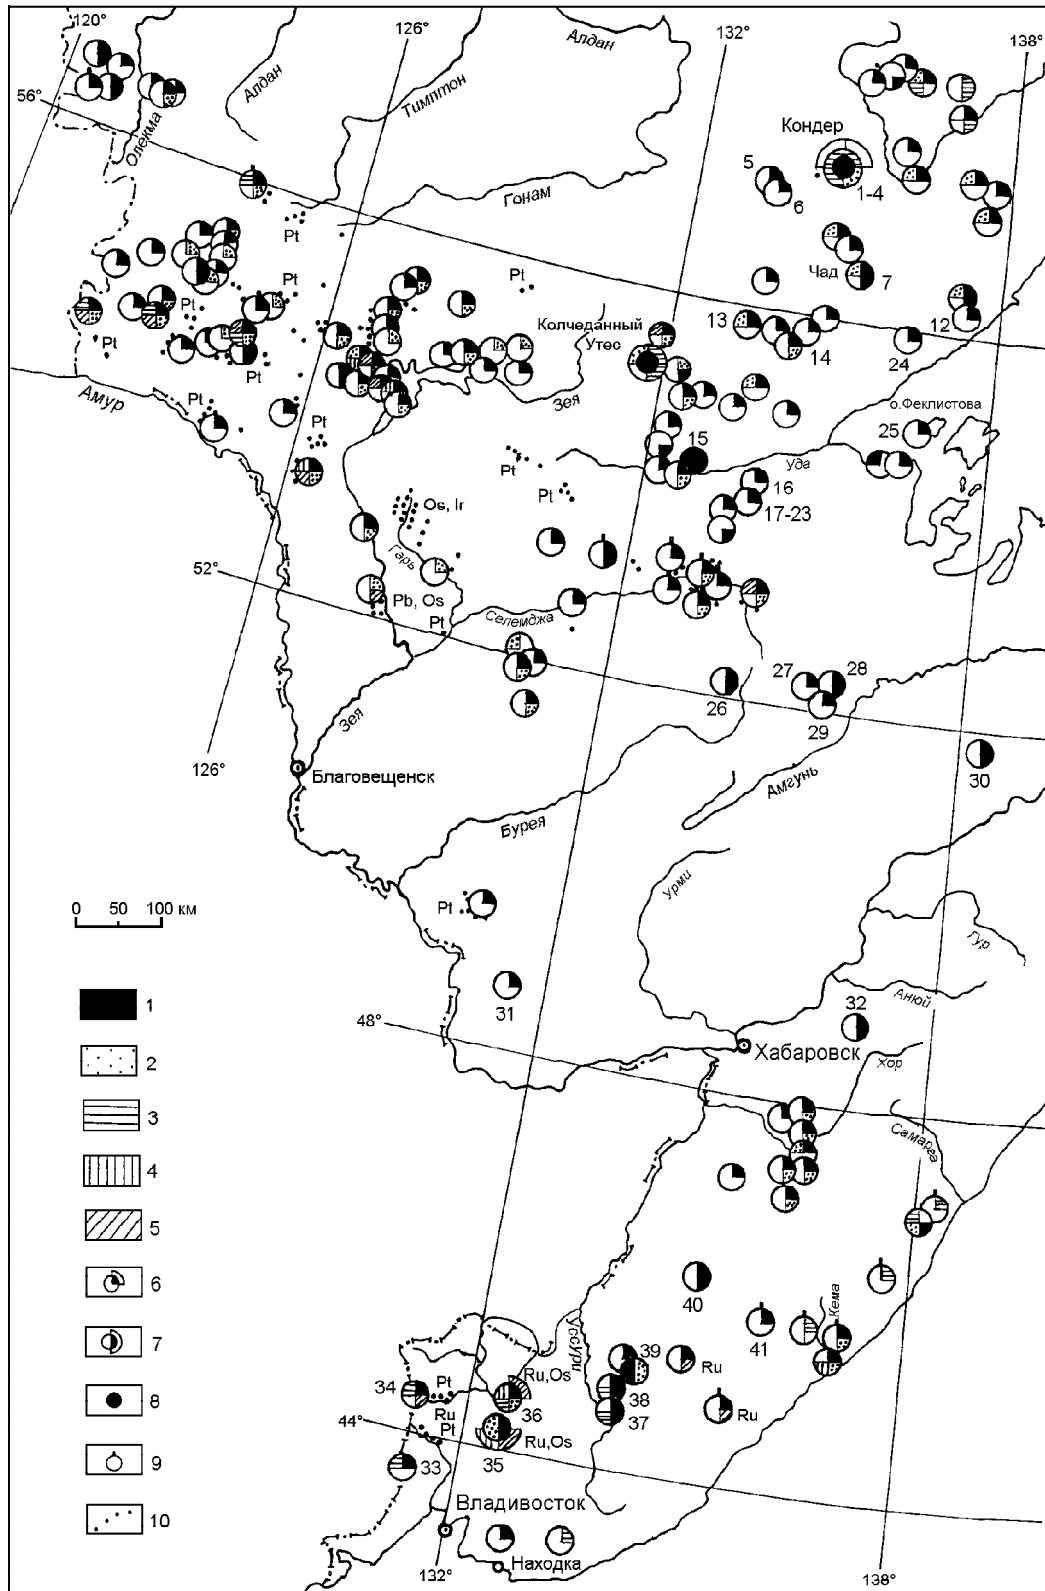 120°
126°
132°
138°
Алдан
Алдан
Тимптон
56°
Олекма
Кондер
5
1-4
6
Гонам
Pt
Чад
7
Pt
Pt
13
12
Колчеданный
Утес
14
24
Pt
Pt
Зея
Амур
Pt
о.Феклистова
Pt
15
25
Pt
Уда
16
Pt
Os, Ir
17-23
Гарь
52°
Pb, Os
Pt
Селемджа
27
28
26
29
Зея
126°
30
Благовещенск
Амгунь
Бурея
Урми
0 50 100 км
Pt
Гур
Анюй
1
31
32
48°
2
Хабаровск
Хор
3
Самарга
4
5
6
40
Кема
7
Уссури
41
39
Ru,Os
Ru
Pt
34
38
8
36
Ru
37
Ru
44°
Pt
Ru,Os
9
33
35
Владивосток
10
Находка
132°
138°